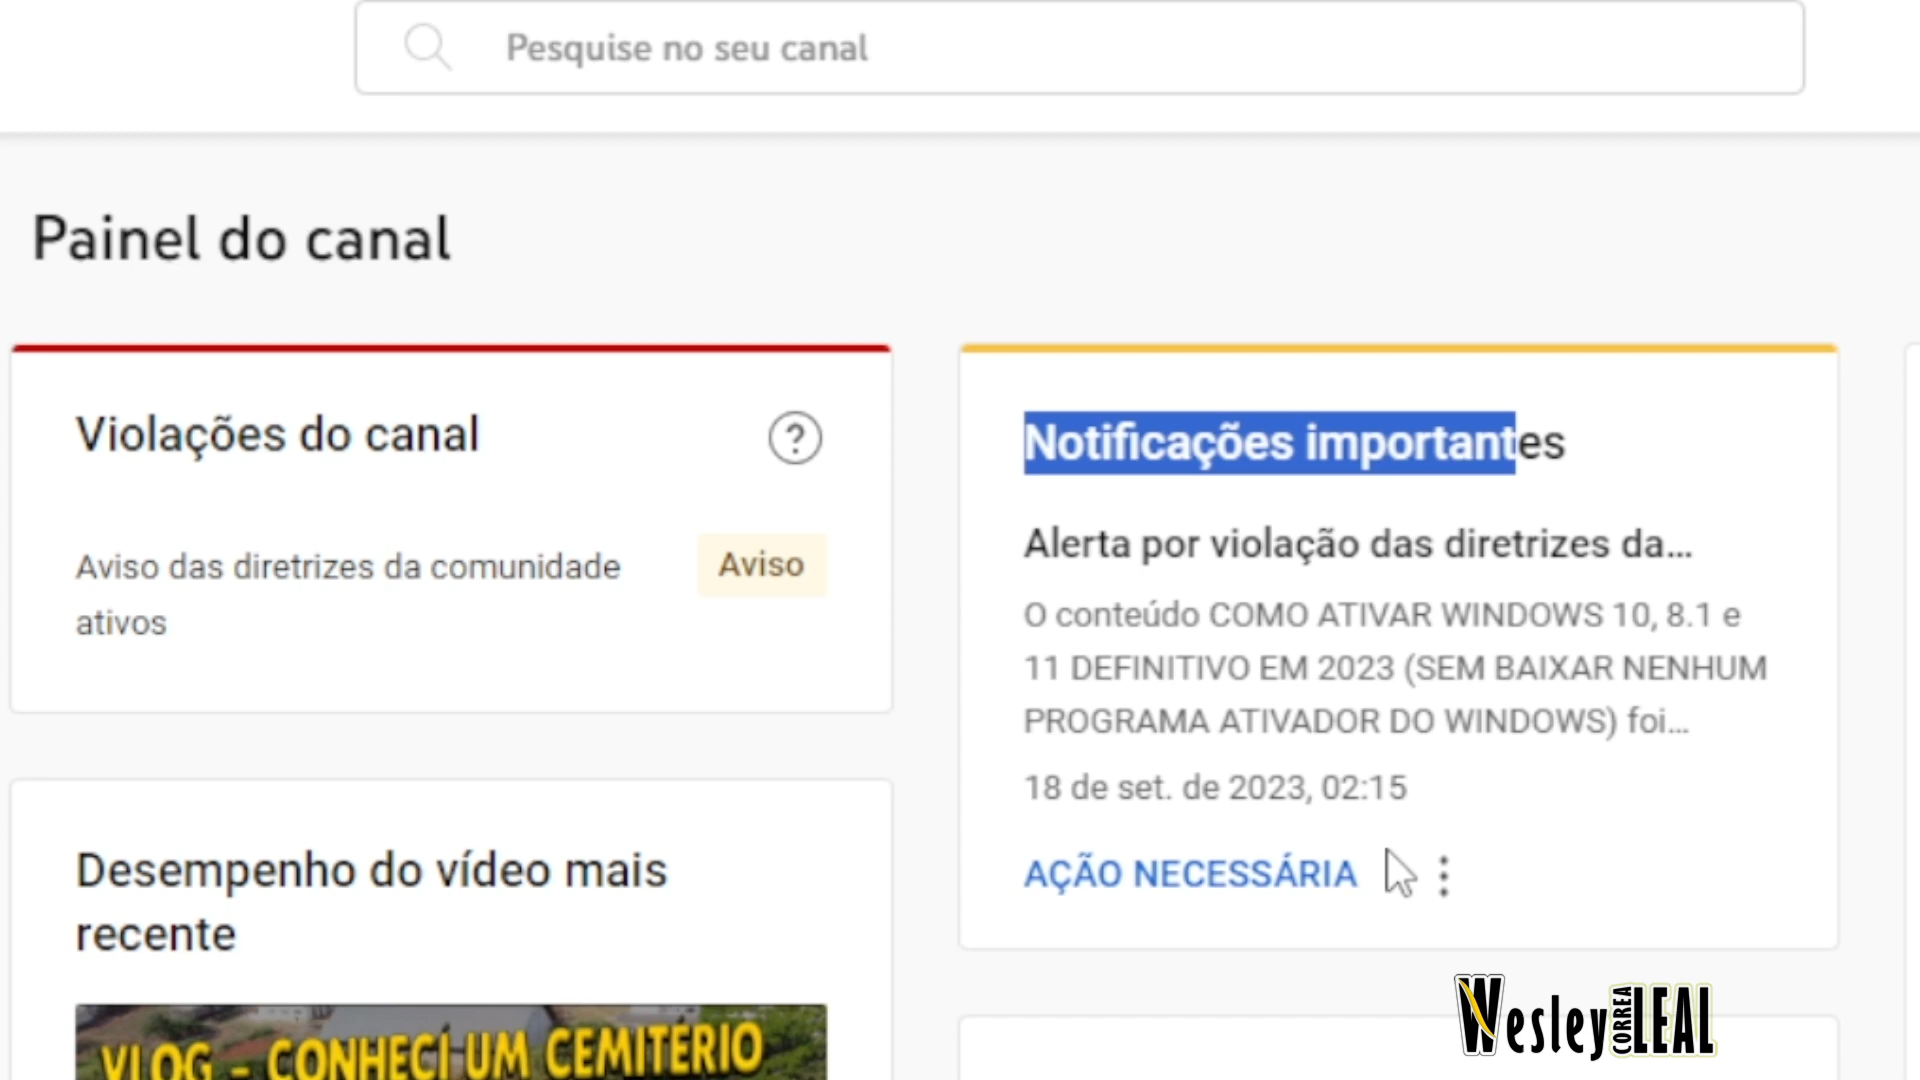 Pesquise no seu canal
Painel do canal
Violações do canal
?
Aviso das diretrizes da comunidade
ativos
Aviso
Notificações importantes
Alerta por violação das diretrizes da...
O conteúdo COMO ATIVAR WINDOWS 10, 8.1 e
11 DEFINITIVO EM 2023 (SEM BAIXAR NENHUM
PROGRAMA ATIVADOR DO WINDOWS) foi...
18 de set. de 2023, 02:15
AÇÃO NECESSÁRIA
Desempenho do vídeo mais
recente
VLOG - CONHECI UM CEMITÉRIO
Wesley CORREA LEAL